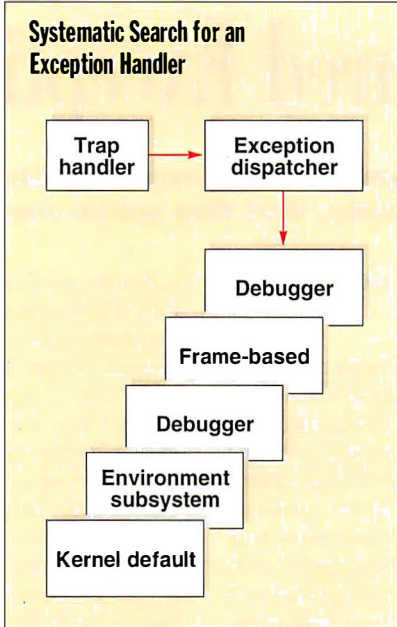 Systematic Search for an
Exception Handler
Trap
handler
Exception
dispatcher
Debugger
Frame-based
Debugger
Environment
subsystem
Kernel default